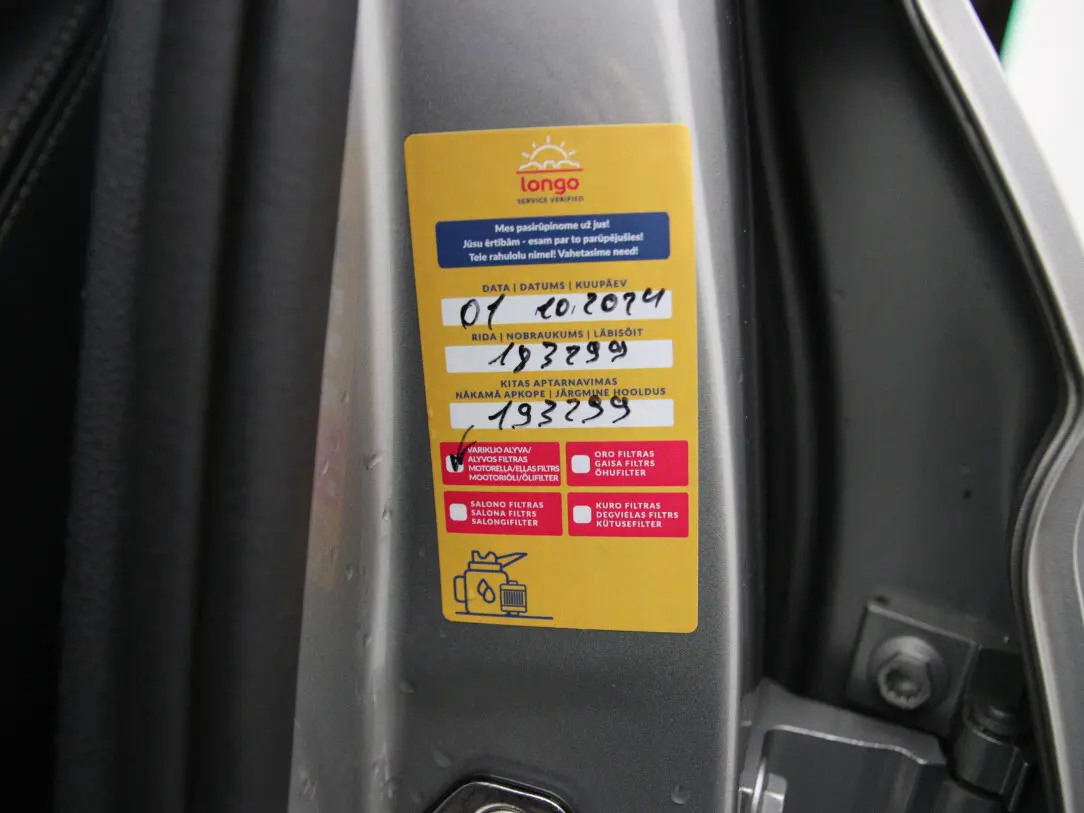 longo
SERVICE VERIFIED
Mes pasirūpinome už jus!
Jūsu ērtībām - esam par to parūpējušies!
Teie rahulolu nimel! Vahetasime need!
DATA | DATUMS | KUUPÄEV
01 10.2024
RIDA | NOBRAUKUMS | LÄBISÕIT
183299
KITAS APTARNAVIMAS
NĀKAMĀ APKOPE | JÄRGMINE HOOLDUS
193299
VARIKLIO ALYVA/
ALYVOS FILTRAS
MOTORELLA/ELLAS FILTRS
MOOTORIÕLI/ÕLIFILTER
ORO FILTRAS
GAISA FILTRS
ÕHUFILTER
SALONO FILTRAS
SALONA FILTRS
SALONGIFILTER
KURO FILTRAS
DEGVIELAS FILTRS
KÜTUSEFILTER